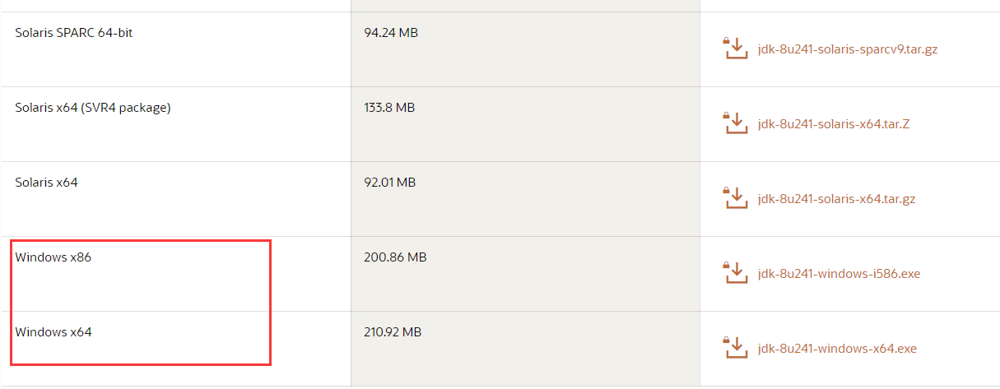 Solaris SPARC 64-bit 94.24 MB jdk-8u241-solaris-sparcv9.tar.gz
Solaris x64 (SVR4 package) 133.8 MB jdk-8u241-solaris-x64.tar.Z
Solaris x64 92.01 MB jdk-8u241-solaris-x64.tar.gz
Windows x86 200.86 MB jdk-8u241-windows-i586.exe
Windows x64 210.92 MB jdk-8u241-windows-x64.exe